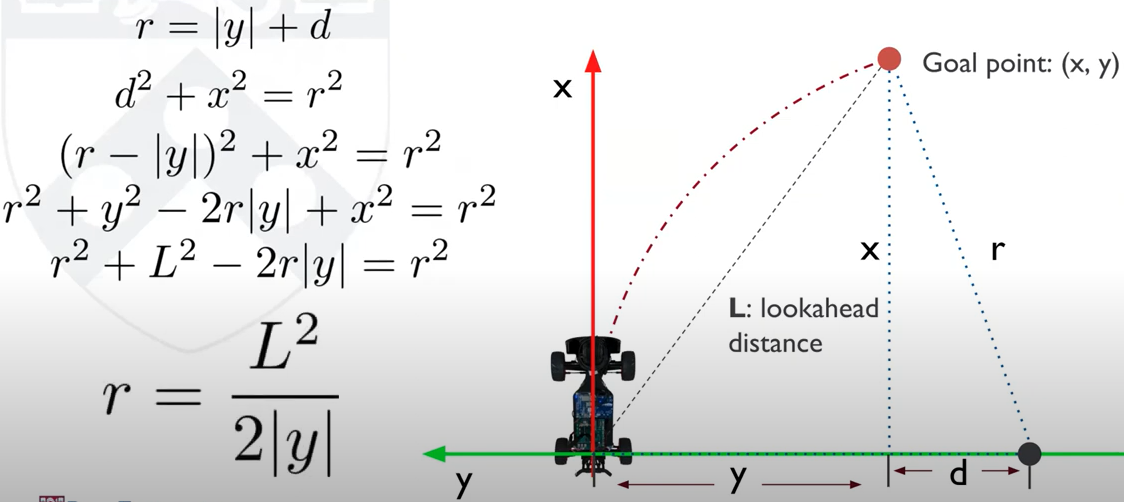 r = |y| + d
d² + x² = r²
(r − |y|)² + x² = r²
r² + y² − 2r|y| + x² = r²
r² + L² − 2r|y| = r²
r = L² / 2|y|
x
Goal point: (x, y)
x
r
L: lookahead
distance
y
y
d